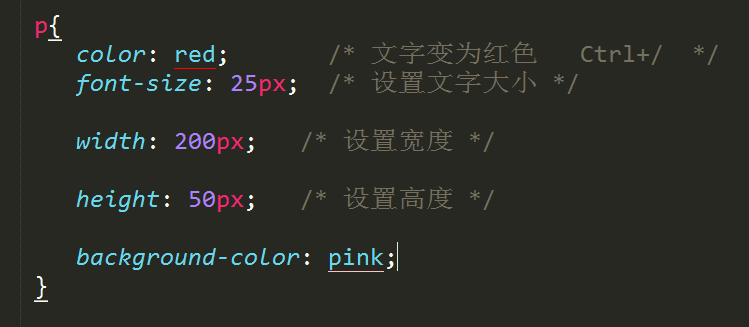 p{
color: red; /* 文字变为红色 Ctrl+/ */
font-size: 25px; /* 设置文字大小 */
width: 200px; /* 设置宽度 */
height: 50px; /* 设置高度 */
background-color: pink;
}